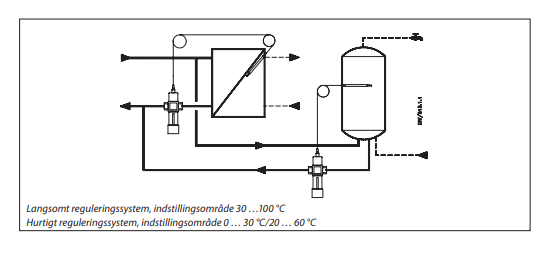 Langsomt reguleringssystem, indstillingsområde 30 …100 °C
Hurtigt reguleringssystem, indstillingsområde 0 … 30 °C/20 … 60 °C